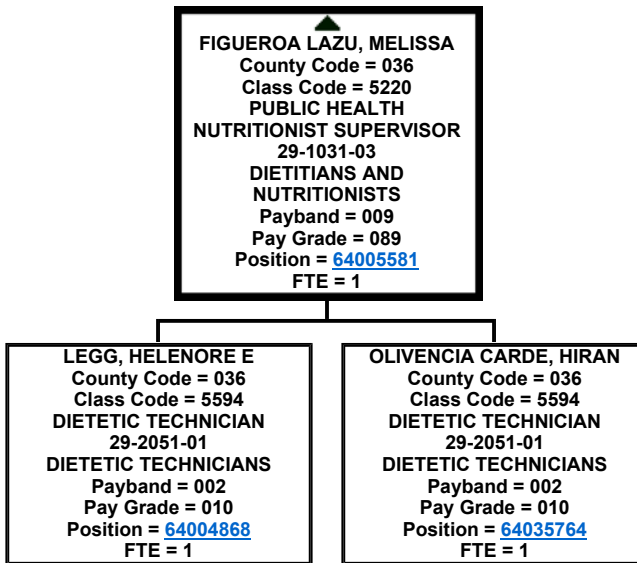 FIGUEROA LAZU, MELISSA
County Code = 036
Class Code = 5220
PUBLIC HEALTH
NUTRITIONIST SUPERVISOR
29-1031-03
DIETITIANS AND
NUTRITIONISTS
Payband = 009
Pay Grade = 089
Position = 64005581
FTE = 1
LEGG, HELENORE E
County Code = 036
Class Code = 5594
DIETETIC TECHNICIAN
29-2051-01
DIETETIC TECHNICIANS
Payband = 002
Pay Grade = 010
Position = 64004868
FTE = 1
OLIVENCIA CARDE, HIRAN
County Code = 036
Class Code = 5594
DIETETIC TECHNICIAN
29-2051-01
DIETETIC TECHNICIANS
Payband = 002
Pay Grade = 010
Position = 64035764
FTE = 1